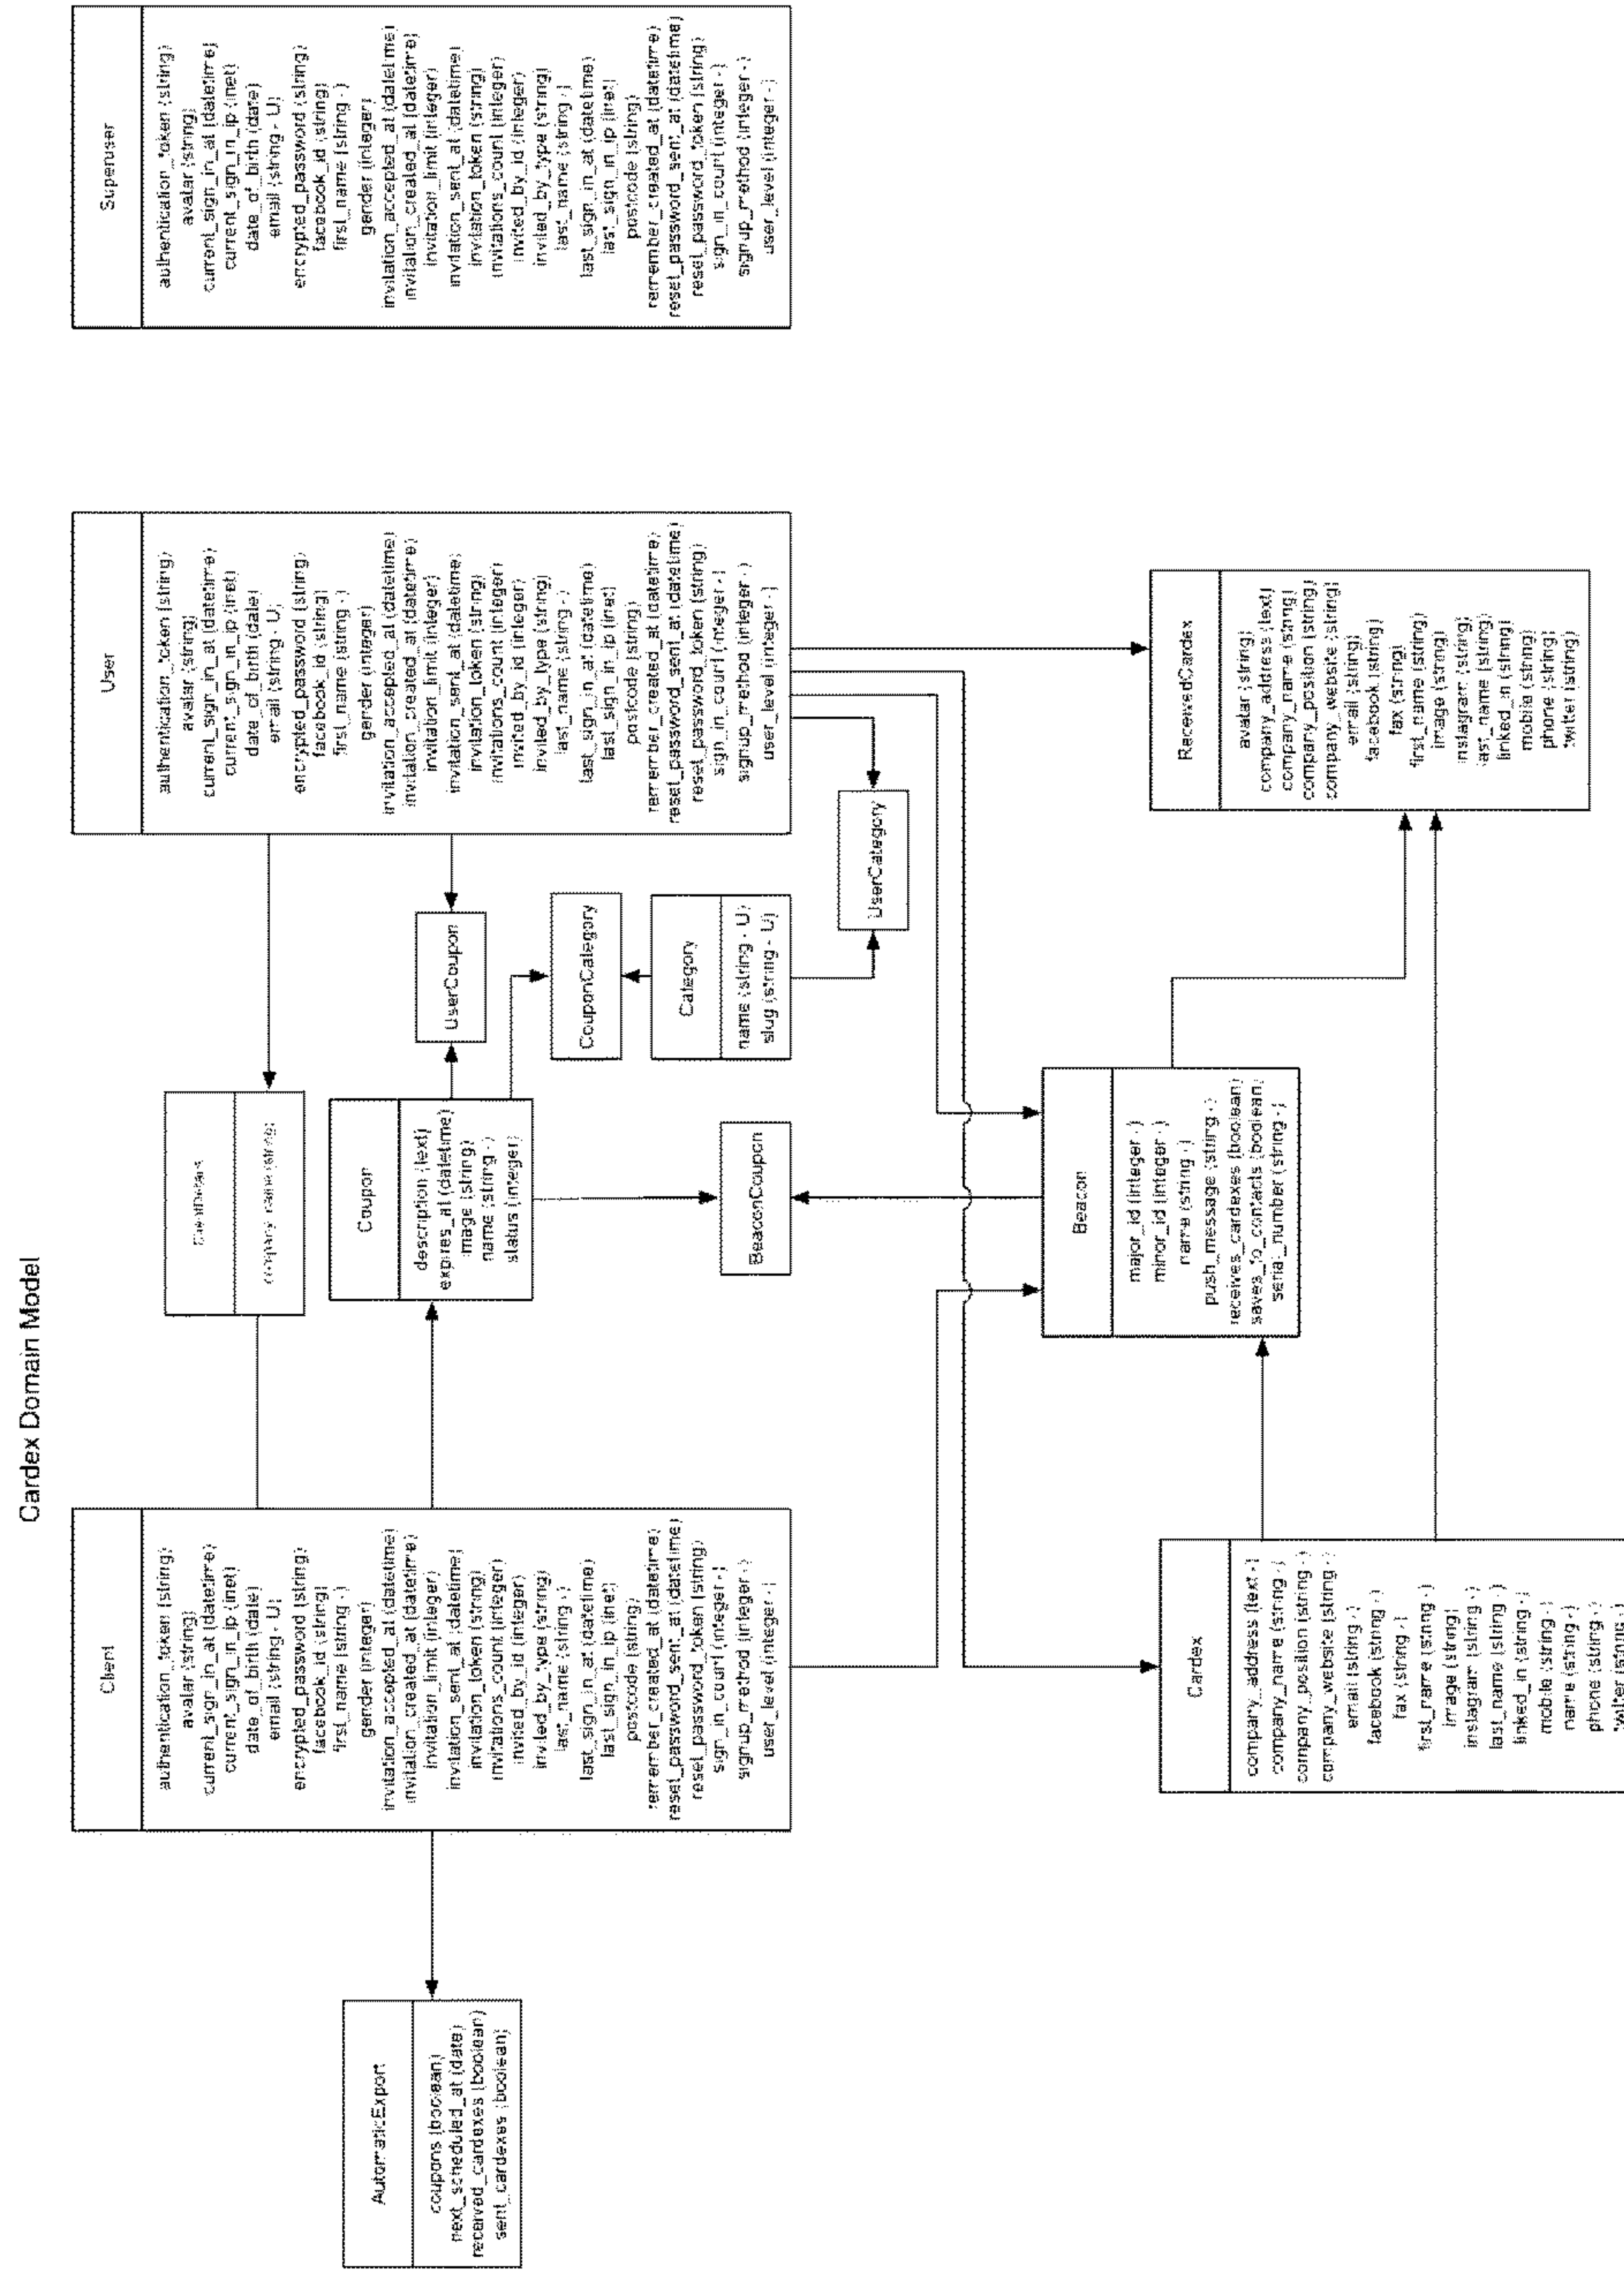 Cardex Domain Model
AutomaticExport
coupons (boolean)
next_scheduled_at (date)
received_cardexes (boolean)
sent_cardexes (boolean)
Client
authentication_token (string)
avatar (string)
current_sign_in_at (datetime)
current_sign_in_ip (inet)
date_of_birth (date)
email (string - U)
encrypted_password (string)
facebook_id (string)
first_name (string -)
gender (integer)
invitation_accepted_at (datetime)
invitation_created_at (datetime)
invitation_limit (integer)
invitation_sent_at (datetime)
invitation_token (string)
invitations_count (integer)
invited_by_id (integer)
invited_by_type (string)
last_name (string -)
last_sign_in_at (datetime)
last_sign_in_ip (inet)
postcode (string)
remember_created_at (datetime)
reset_password_sent_at (datetime)
reset_password_token (string)
sign_in_count (integer -)
signup_method (integer -)
user_level (integer -)
company_name (string)
Coupon
description (text)
expires_at (datetime)
image (string)
name (string -)
status (integer)
UserCoupon
CouponCategory
Category
name (string - U)
slug (string - U)
BeaconCoupon
UserCategory
User
authentication_token (string)
avatar (string)
current_sign_in_at (datetime)
current_sign_in_ip (inet)
date_of_birth (date)
email (string - U)
encrypted_password (string)
facebook_id (string)
first_name (string -)
gender (integer)
invitation_accepted_at (datetime)
invitation_created_at (datetime)
invitation_limit (integer)
invitation_sent_at (datetime)
invitation_token (string)
invitations_count (integer)
invited_by_id (integer)
invited_by_type (string)
last_name (string -)
last_sign_in_at (datetime)
last_sign_in_ip (inet)
postcode (string)
remember_created_at (datetime)
reset_password_sent_at (datetime)
reset_password_token (string)
sign_in_count (integer -)
signup_method (integer -)
user_level (integer -)
Superuser
authentication_token (string)
avatar (string)
current_sign_in_at (datetime)
current_sign_in_ip (inet)
date_of_birth (date)
email (string - U)
encrypted_password (string)
facebook_id (string)
first_name (string -)
gender (integer)
invitation_accepted_at (datetime)
invitation_created_at (datetime)
invitation_limit (integer)
invitation_sent_at (datetime)
invitation_token (string)
invitations_count (integer)
invited_by_id (integer)
invited_by_type (string)
last_name (string -)
last_sign_in_at (datetime)
last_sign_in_ip (inet)
postcode (string)
remember_created_at (datetime)
reset_password_sent_at (datetime)
reset_password_token (string)
sign_in_count (integer -)
signup_method (integer -)
user_level (integer -)
Cardex
company_address (text -)
company_name (string -)
company_position (string -)
company_website (string -)
email (string -)
facebook (string -)
fax (string -)
first_name (string -)
image (string)
instagram (string -)
last_name (string -)
linked_in (string -)
mobile (string -)
name (string -)
phone (string -)
twitter (string -)
Beacon
major_id (integer -)
minor_id (integer -)
name (string -)
push_message (string -)
receives_cardexes (boolean)
saves_to_contacts (boolean)
serial_number (string -)
ReceivedCardex
avatar (string)
company_address (text)
company_name (string)
company_position (string)
company_website (string)
email (string)
facebook (string)
fax (string)
first_name (string)
image (string)
instagram (string)
last_name (string)
linked_in (string)
mobile (string)
phone (string)
twitter (string)